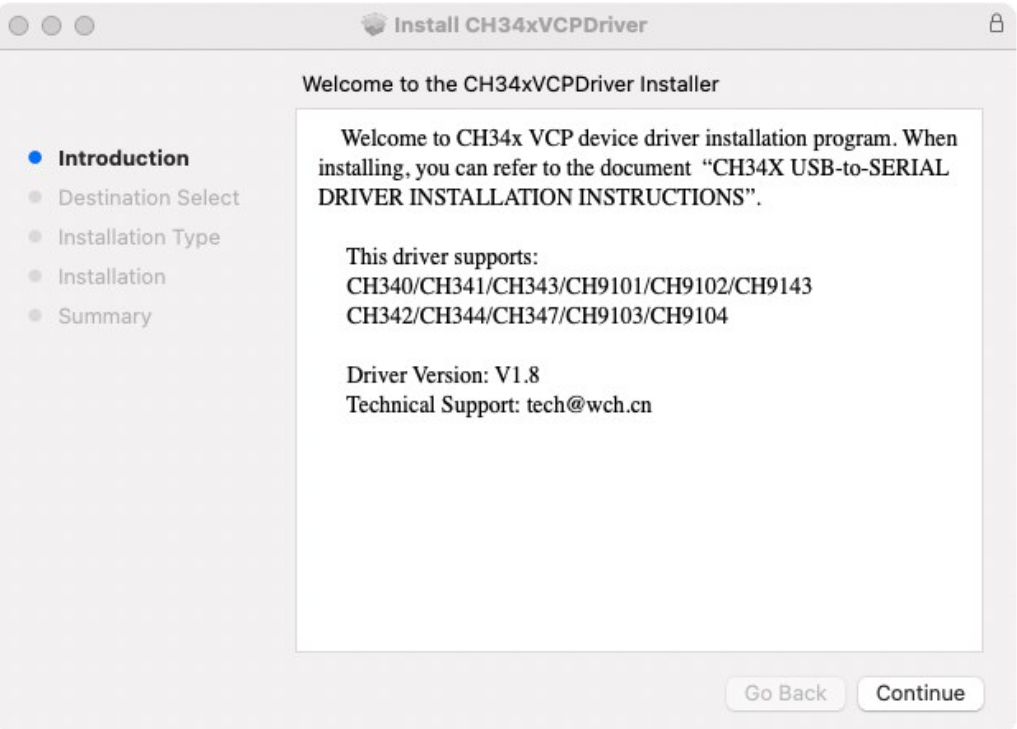 Install CH34xVCPDriver
Welcome to the CH34xVCPDriver Installer
Introduction
Destination Select
Installation Type
Installation
Summary
Welcome to CH34x VCP device driver installation program. When
installing, you can refer to the document “CH34X USB-to-SERIAL
DRIVER INSTALLATION INSTRUCTIONS”.
This driver supports:
CH340/CH341/CH343/CH9101/CH9102/CH9143
CH342/CH344/CH347/CH9103/CH9104
Driver Version: V1.8
Technical Support: tech@wch.cn
Go Back
Continue